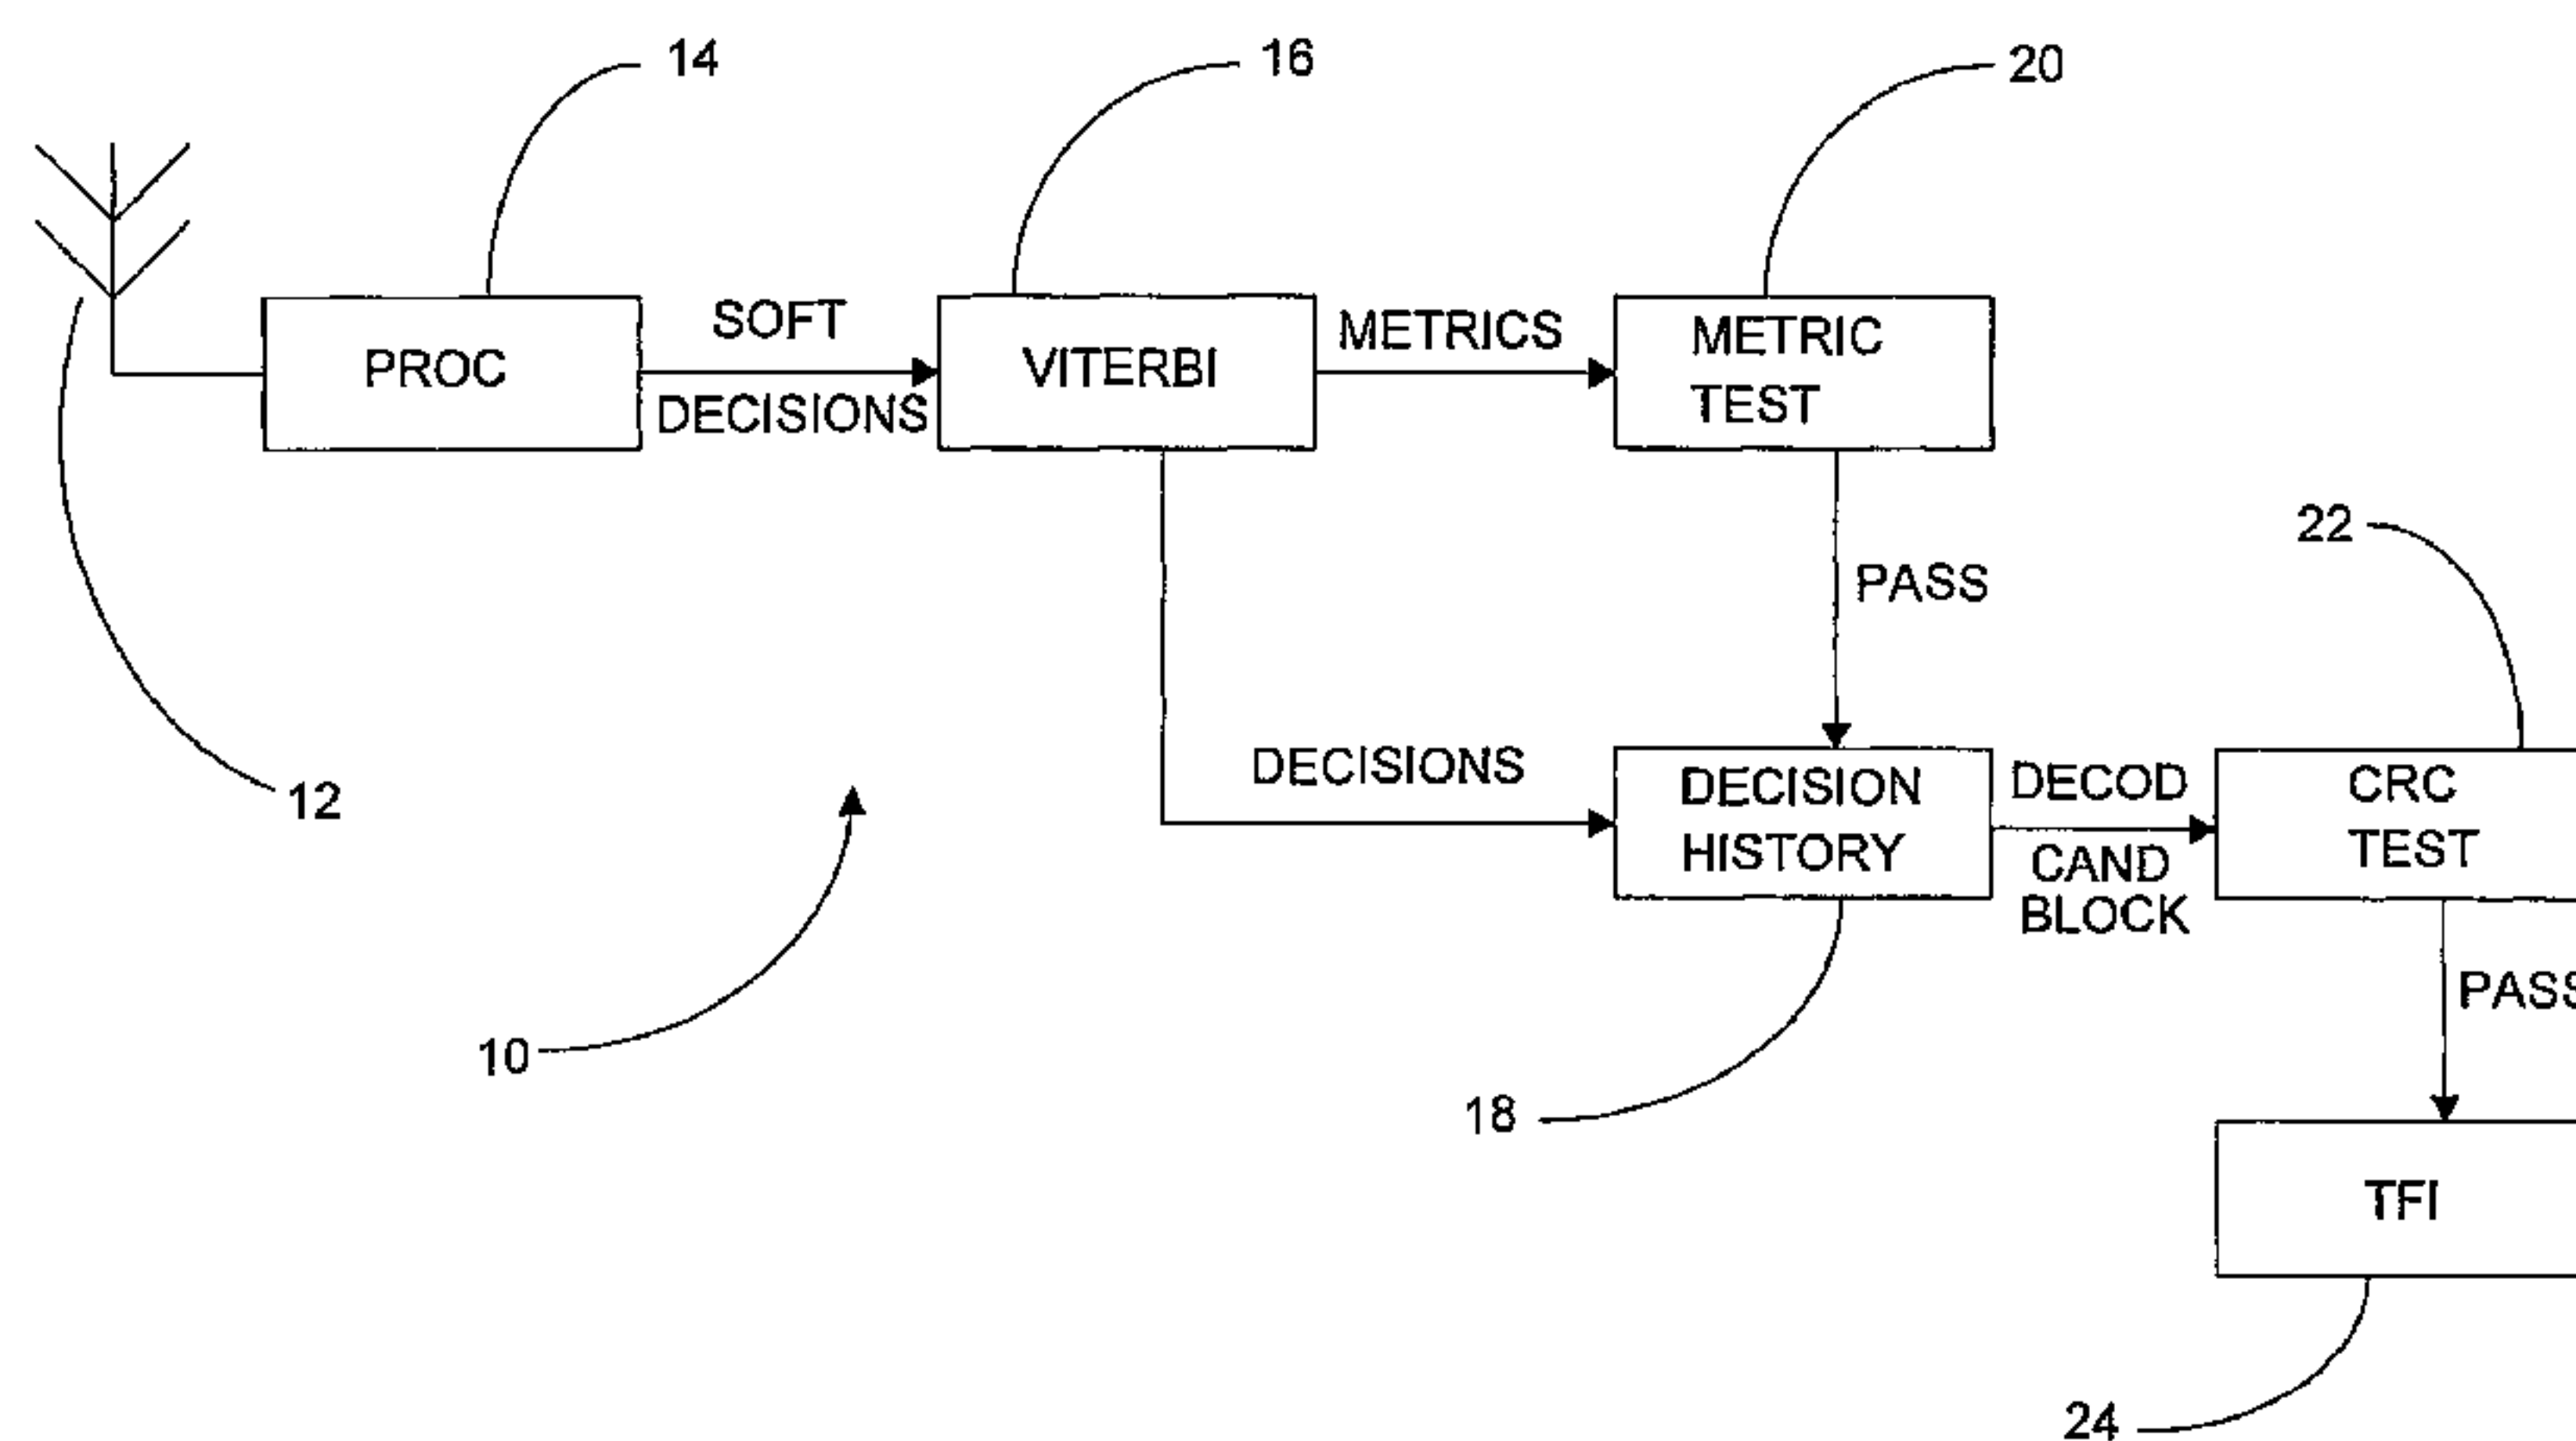 14
16
20
PROC
SOFT
DECISIONS
VITERBI
METRICS
METRIC
TEST
22
PASS
12
DECISIONS
DECISION
HISTORY
DECOD
CAND
BLOCK
CRC
TEST
PASS
10
18
TFI
24